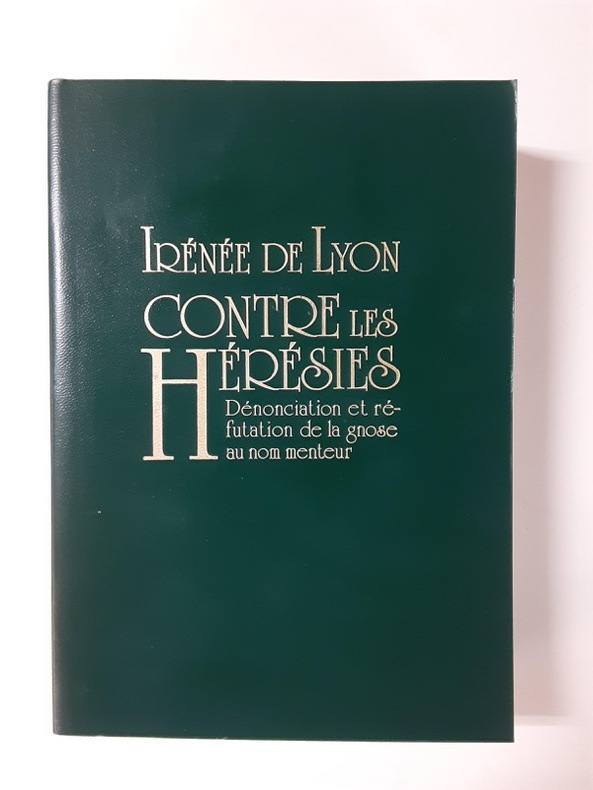 IRÉNÉE DE LYON
CONTRE LES
HÉRÉSIES
Dénonciation et ré-
futation de la gnose
au nom menteur